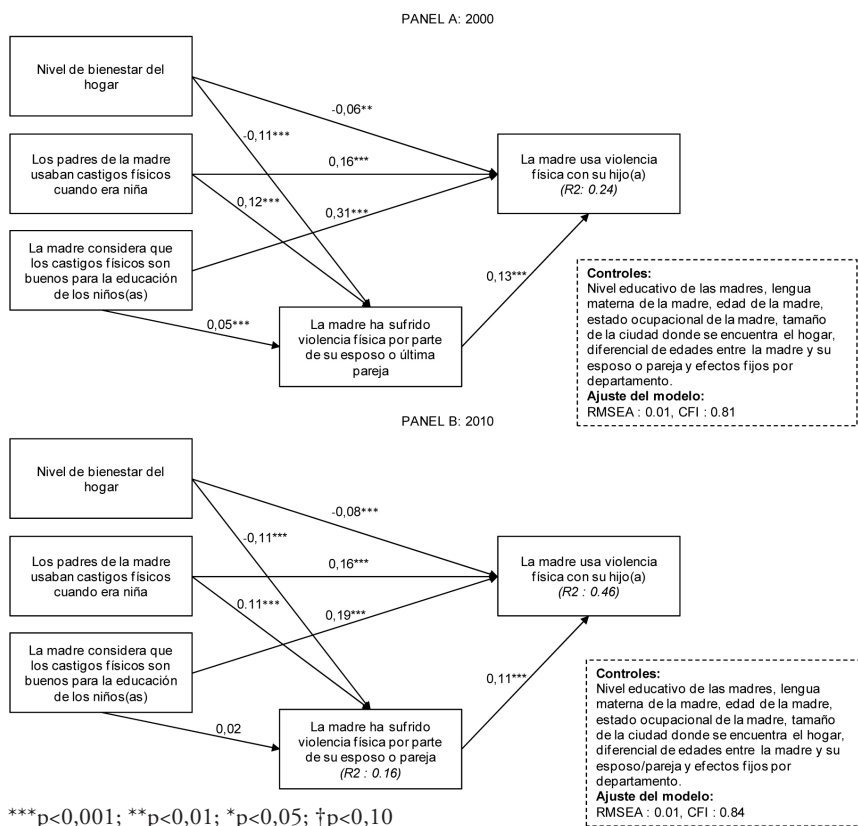 PANEL A: 2000
Nivel de bienestar del
hogar
-0,06**
-0,11***
Los padres de la madre
usaban castigos físicos
cuando era niña
0,16***
La madre usa violencia
física con su hijo(a)
(R2: 0.24)
0,12***
0,31***
La madre considera que
los castigos físicos son
buenos para la educación
de los niños(as)
0,13***
0,05***
La madre ha sufrido
violencia física por parte
de su esposo o última
pareja
Controles:
Nivel educativo de las madres, lengua
materna de la madre, edad de la madre,
estado ocupacional de la madre, tamaño
de la ciudad donde se encuentra el hogar,
diferencial de edades entre la madre y su
esposo o pareja y efectos fijos por
departamento.
Ajuste del modelo:
RMSEA : 0.01, CFI : 0.81
PANEL B: 2010
Nivel de bienestar del
hogar
-0,08***
-0,11***
Los padres de la madre
usaban castigos físicos
cuando era niña
0,16***
La madre usa violencia
física con su hijo(a)
(R2 : 0.46)
0.11***
0,19***
La madre considera que
los castigos físicos son
buenos para la educación
de los niños(as)
0,11***
0,02
La madre ha sufrido
violencia física por parte
de su esposo o pareja
(R2 : 0.16)
Controles:
Nivel educativo de las madres, lengua
materna de la madre, edad de la madre,
estado ocupacional de la madre, tamaño
de la ciudad donde se encuentra el hogar,
diferencial de edades entre la madre y su
esposo/pareja y efectos fijos por
departamento.
Ajuste del modelo:
RMSEA : 0.01, CFI : 0.84
***p<0,001; **p<0,01; *p<0,05; †p<0,10